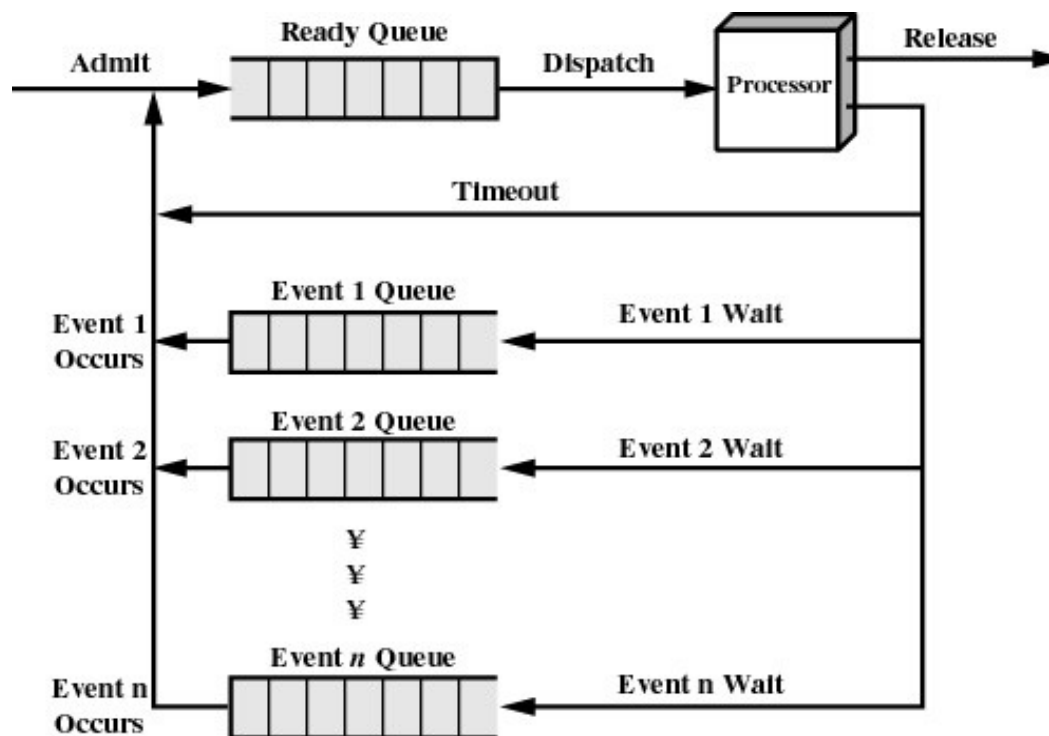 Ready Queue
Admit
Dispatch
Processor
Release
Timeout
Event 1 Queue
Event 1 Wait
Event 1
Occurs
Event 2 Queue
Event 2 Wait
Event 2
Occurs
¥
¥
¥
Event n Queue
Event n Wait
Event n
Occurs